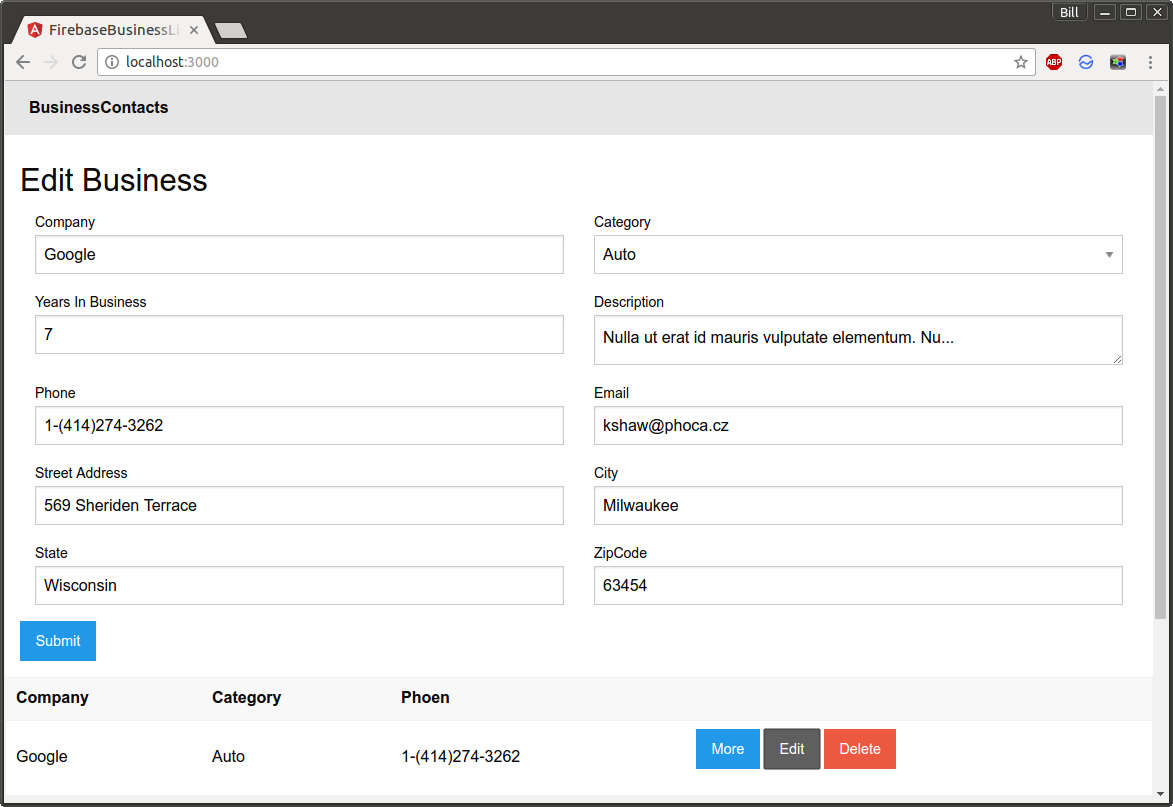 Bill
FirebaseBusinessLi
localhost:3000
ABP
BusinessContacts
Edit Business
Company
Category
Google
Auto
Years In Business
Description
7
Nulla ut erat id mauris vulputate elementum. Nu...
Phone
Email
1-(414)274-3262
kshaw@phoca.cz
Street Address
City
569 Sheriden Terrace
Milwaukee
State
ZipCode
Wisconsin
63454
Submit
Company Category Phoen
Google Auto 1-(414)274-3262 More Edit Delete